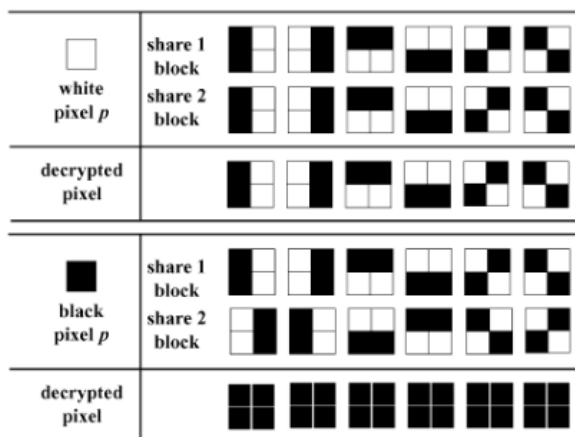 share 1
block
white
pixel p
share 2
block
decrypted
pixel
share 1
block
black
pixel p
share 2
block
decrypted
pixel